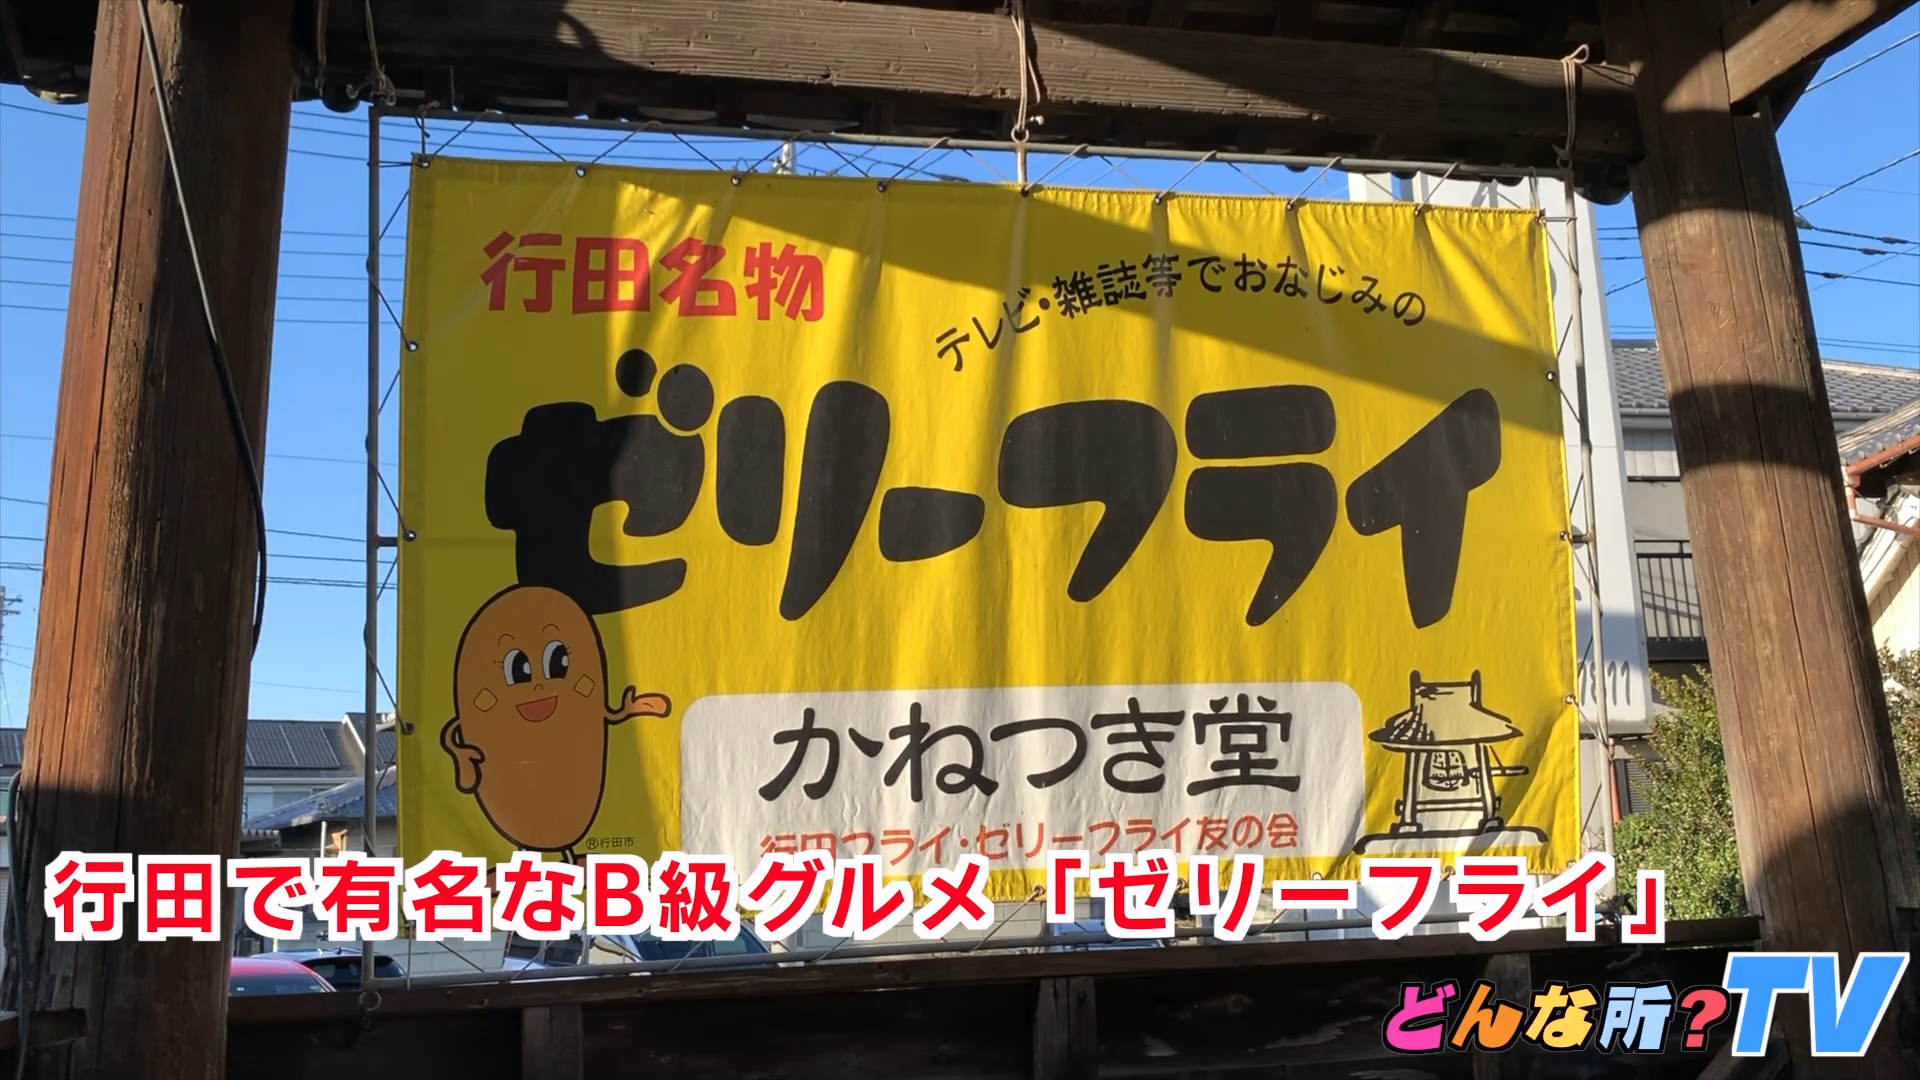 行田名物
テレビ・雑誌等でおなじみの
ゼリーフライ
かねつき堂
行田フライ・ゼリーフライ友の会
®行田市
行田で有名なB級グルメ「ゼリーフライ」
どんな所?TV